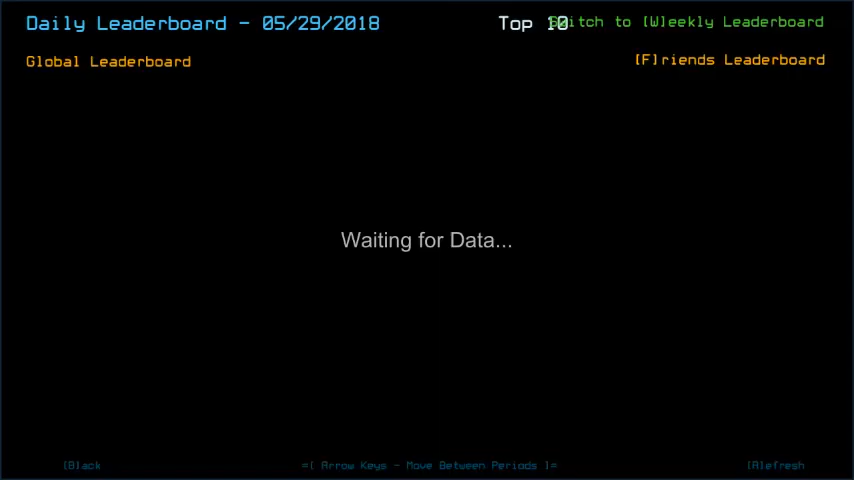 Daily Leaderboard - 05/29/2018
Top 10
Switch to [W]eekly Leaderboard
Global Leaderboard
[F]riends Leaderboard
Waiting for Data...
[B]ack
=[ Arrow Keys - Move Between Periods ]=
[R]efresh